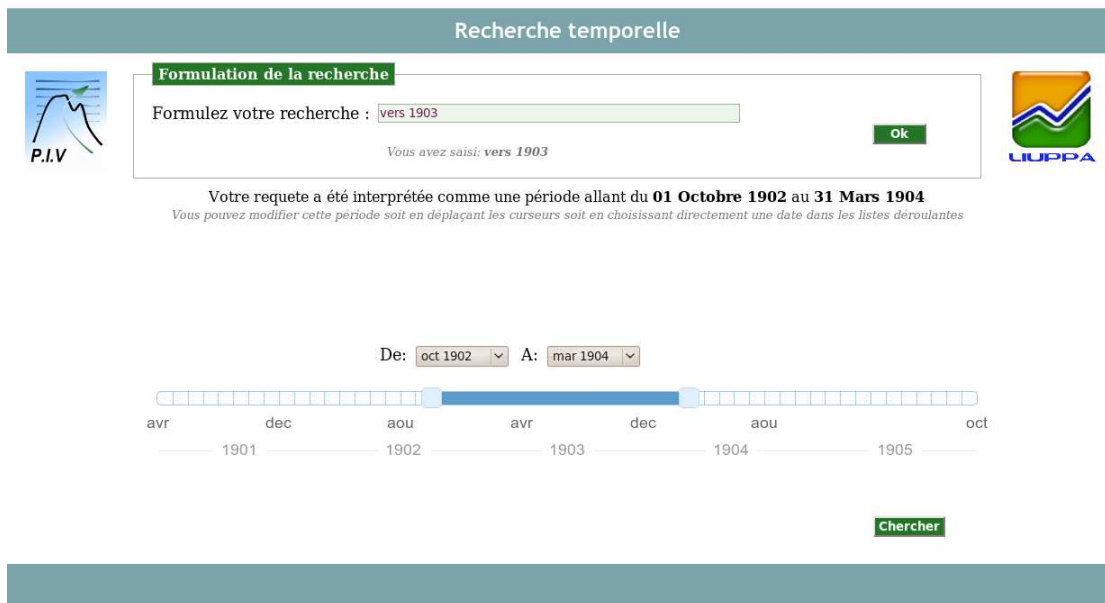 Recherche temporelle
Formulation de la recherche
Formulez votre recherche : vers 1903
Ok
Vous avez saisi: vers 1903
P.I.V
LIUPPA
Votre requete a été interprétée comme une période allant du 01 Octobre 1902 au 31 Mars 1904
Vous pouvez modifier cette période soit en déplaçant les curseurs soit en choisissant directement une date dans les listes déroulantes
De: oct 1902 A: mar 1904
avr dec aou avr dec aou oct
1901 1902 1903 1904 1905
Chercher